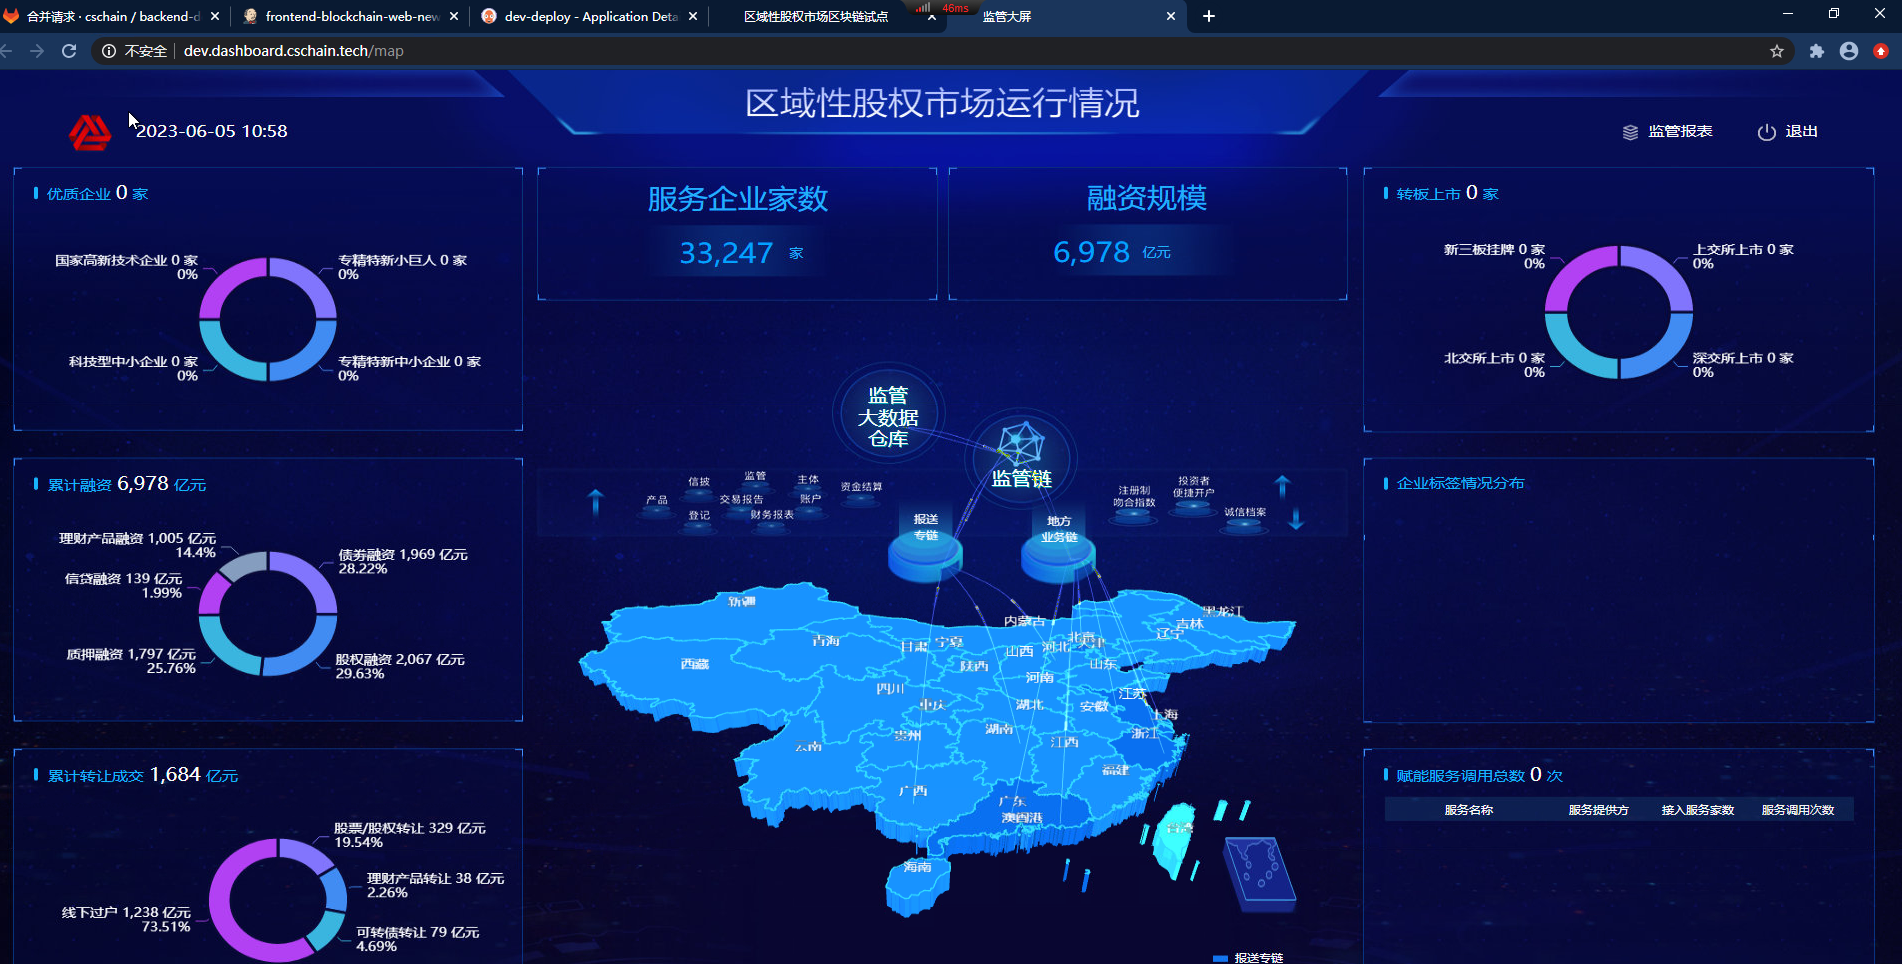 合并请求 · cschain / backend-d
frontend-blockchain-web-new
dev-deploy - Application Deta
区域性股权市场区块链试点
46ms
监管大屏
不安全
dev.dashboard.cschain.tech/map
区域性股权市场运行情况
2023-06-05 10:58
监管报表
退出
优质企业 0 家
国家高新技术企业 0 家
0%
专精特新小巨人 0 家
0%
科技型中小企业 0 家
0%
专精特新中小企业 0 家
0%
服务企业家数
33,247 家
融资规模
6,978 亿元
转板上市 0 家
新三板挂牌 0 家
0%
上交所上市 0 家
0%
北交所上市 0 家
0%
深交所上市 0 家
0%
累计融资 6,978 亿元
理财产品融资 1,005 亿元
14.4%
债券融资 1,969 亿元
28.22%
信贷融资 139 亿元
1.99%
质押融资 1,797 亿元
25.76%
股权融资 2,067 亿元
29.63%
监管
大数据
仓库
监管链
产品
信披
登记
监管
交易报告
财务报表
主体
账户
资金结算
报送
专链
地方
业务链
注册制
吻合指数
投资者
便捷开户
诚信档案
新疆
西藏
青海
甘肃
宁夏
内蒙古
黑龙江
吉林
辽宁
北京
天津
河北
山西
陕西
山东
河南
四川
重庆
湖北
安徽
江苏
上海
浙江
云南
贵州
湖南
江西
福建
广西
广东
澳门
香港
台湾
海南
报送专链
企业标签情况分布
累计转让成交 1,684 亿元
股票/股权转让 329 亿元
19.54%
理财产品转让 38 亿元
2.26%
线下过户 1,238 亿元
73.51%
可转债转让 79 亿元
4.69%
赋能服务调用总数 0 次
服务名称
服务提供方
接入服务家数
服务调用次数